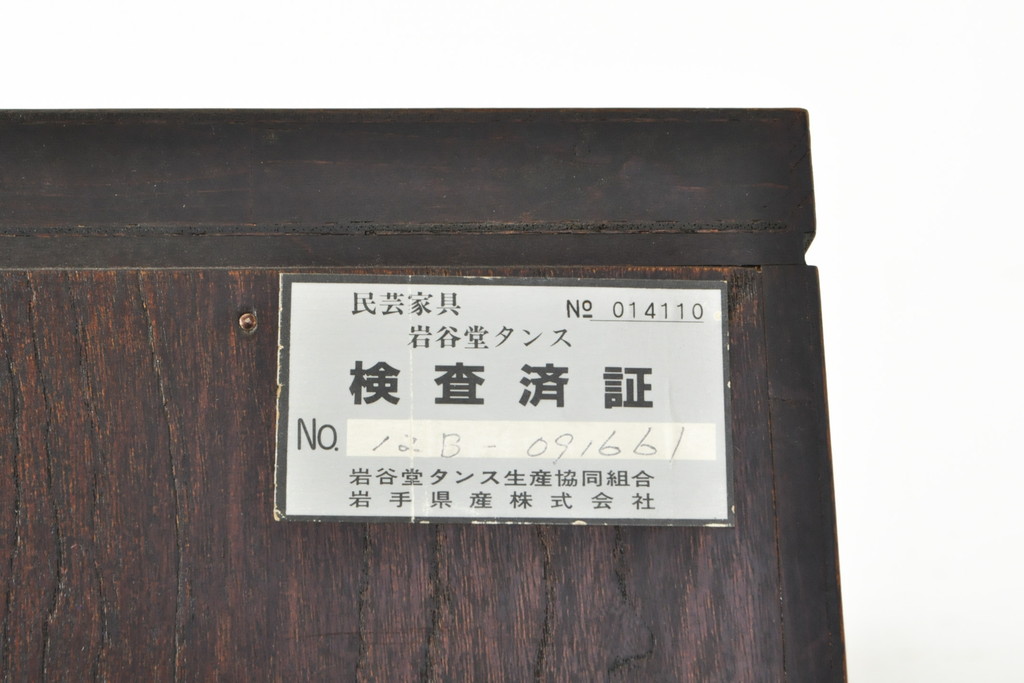 民芸家具
№ 014110
岩谷堂タンス
検査済証
No. 12B-091661
岩谷堂タンス生産協同組合
岩手県産株式会社